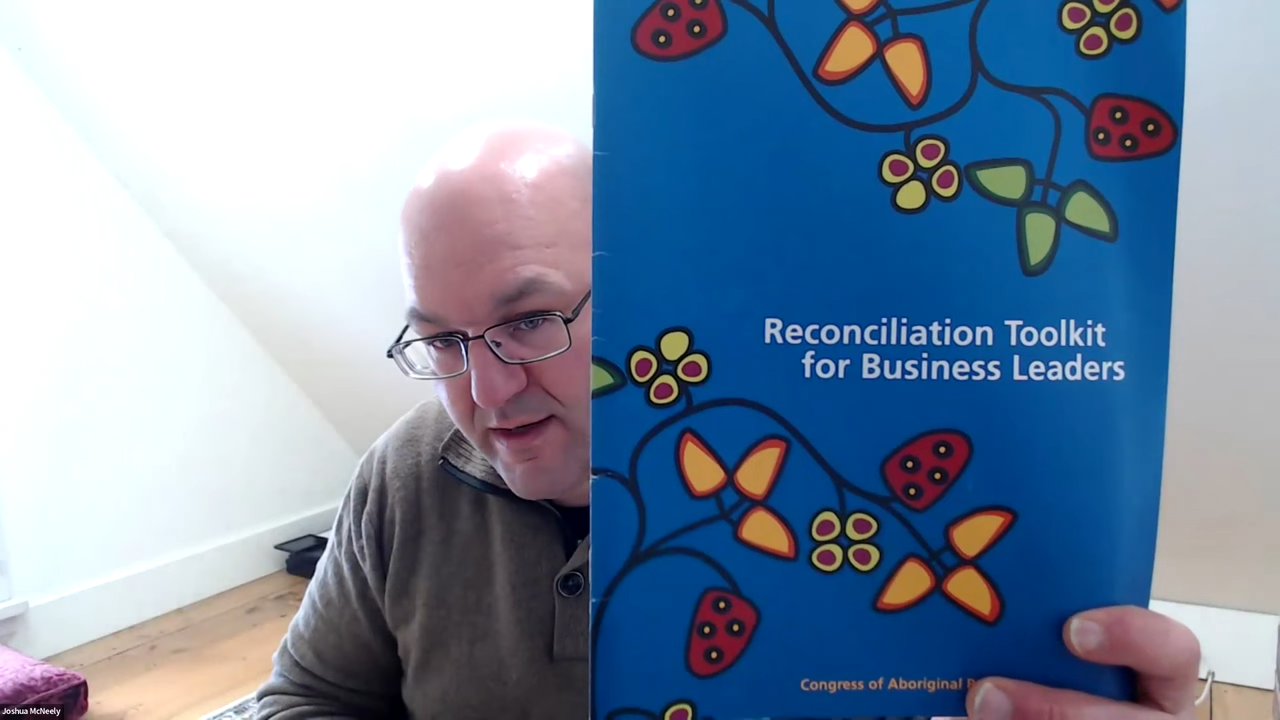 Reconciliation Toolkit
for Business Leaders
Congress of Aboriginal
Joshua McNeely